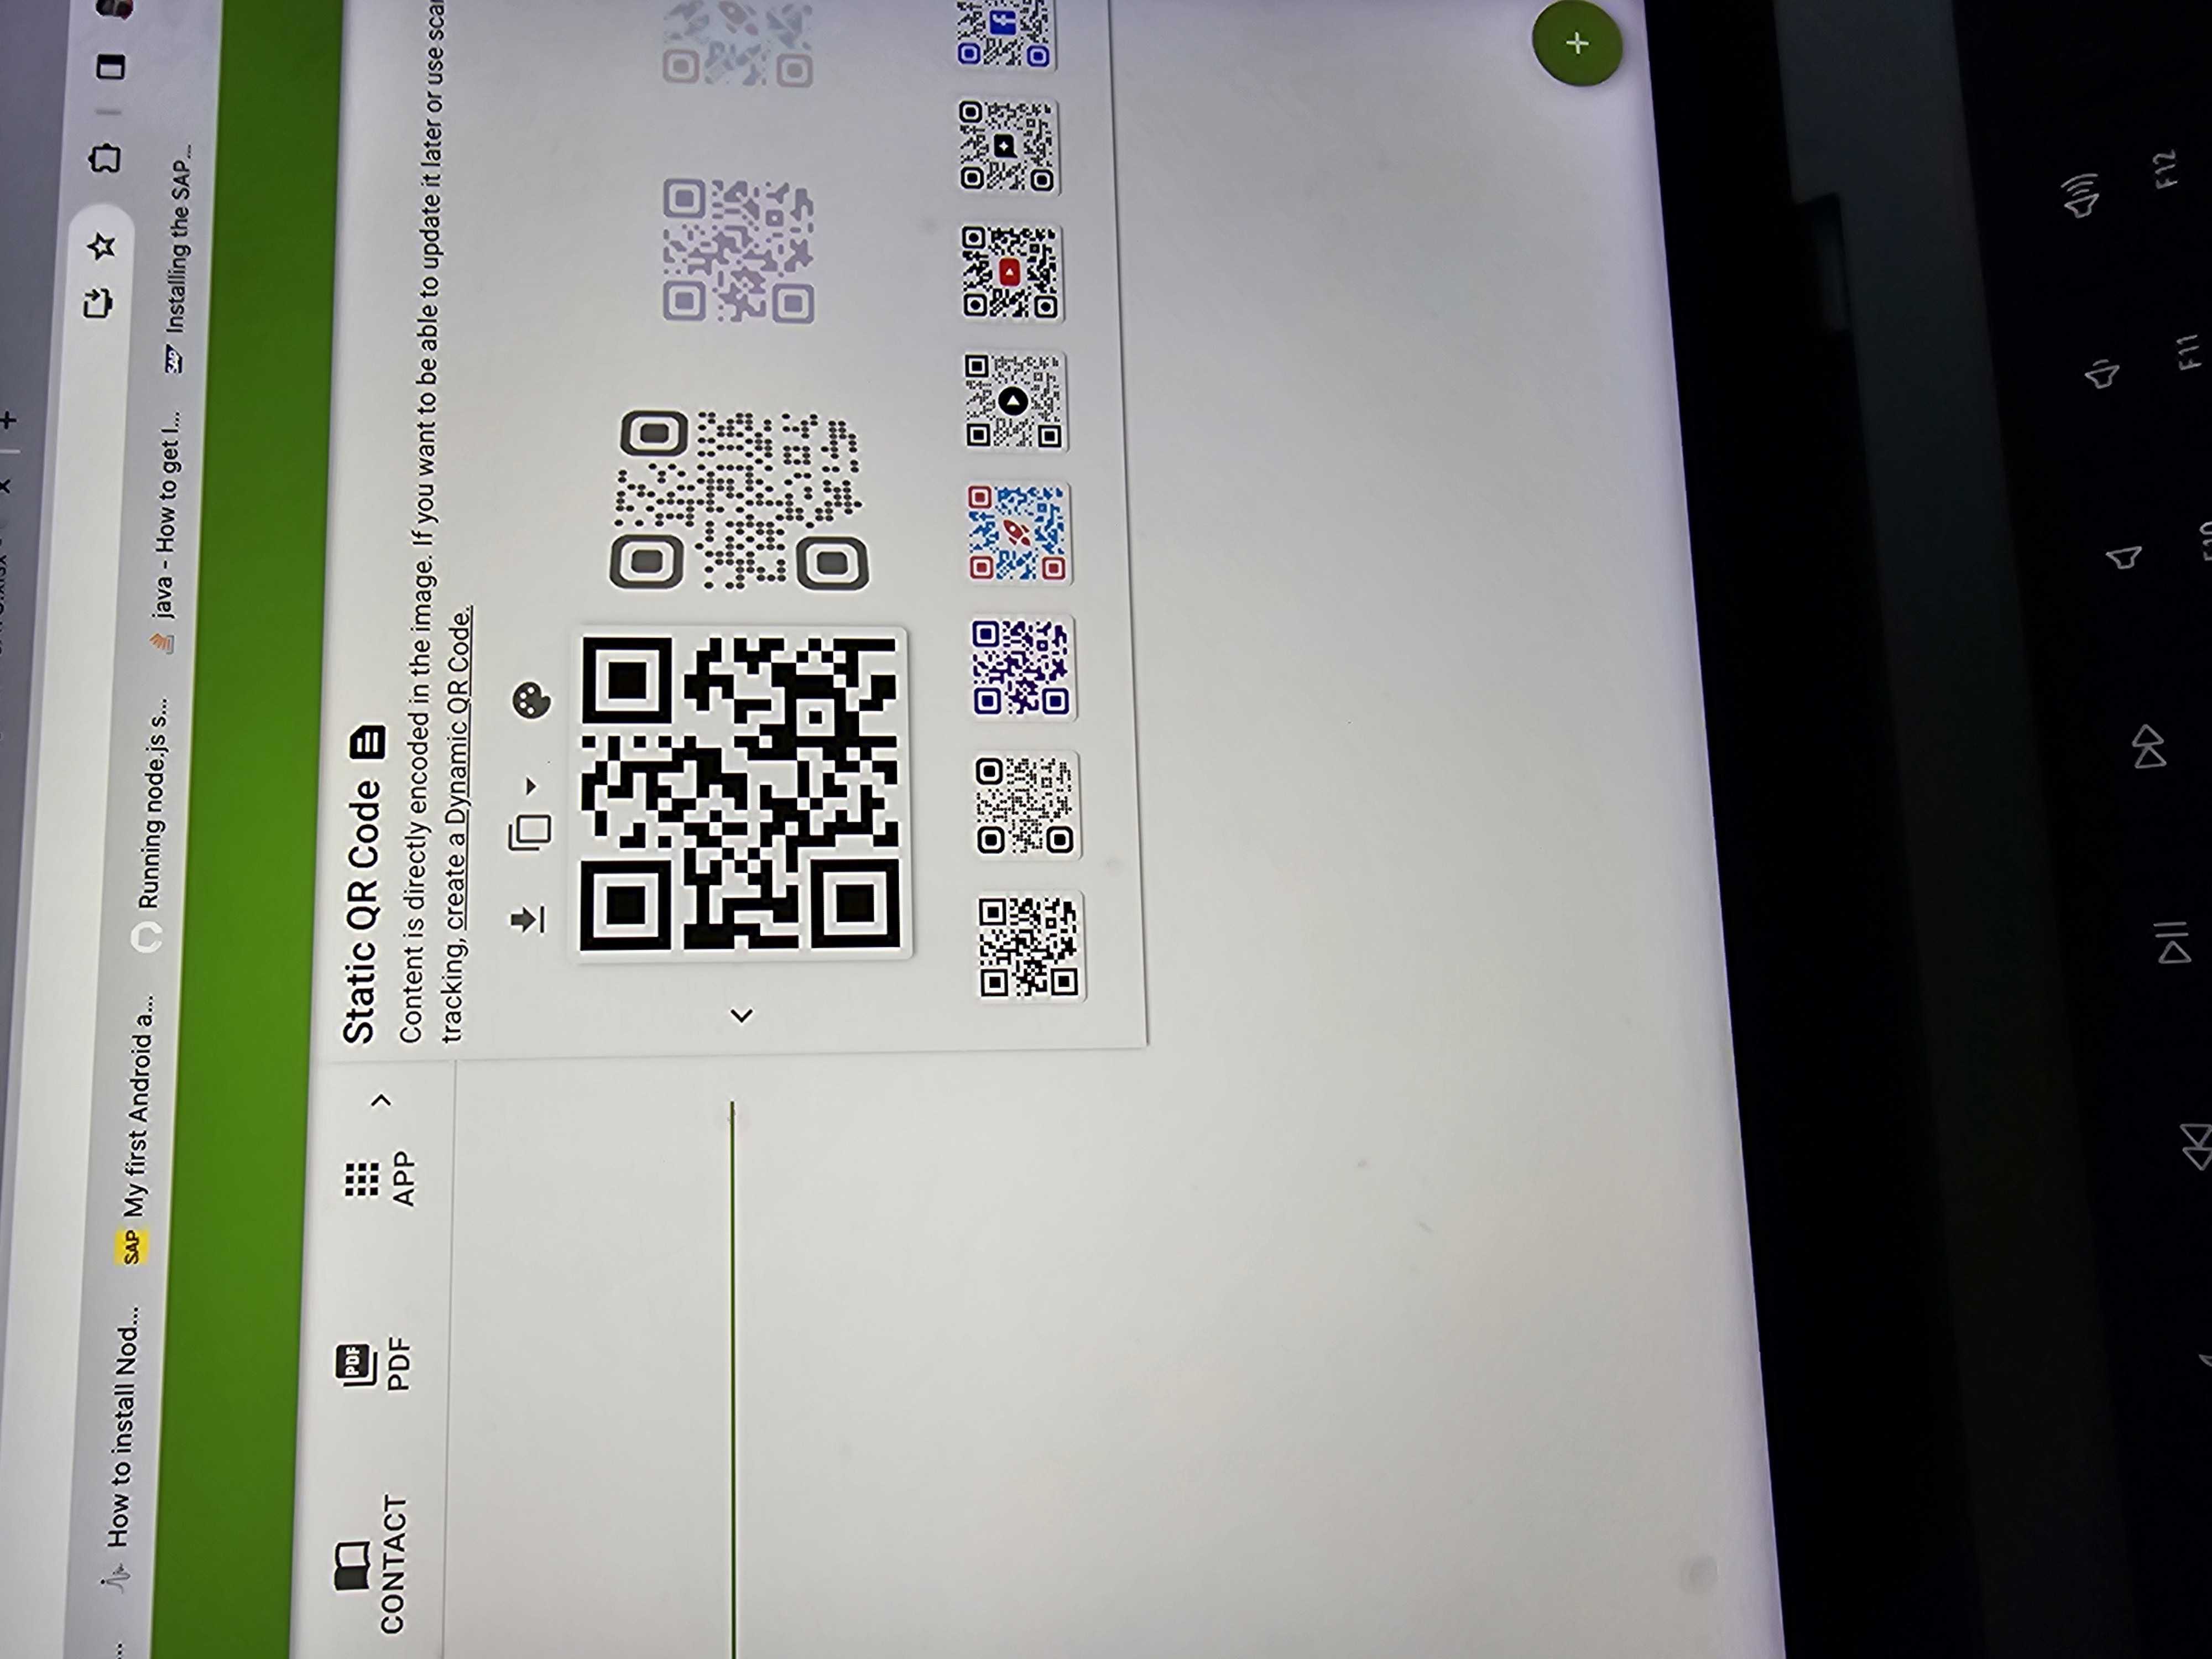 How to install Nod...
SAP My first Android a...
Running node.js s...
java - How to get I...
SAP Installing the SAP...
CONTACT
PDF
PDF
APP
Static QR Code
Content is directly encoded in the image. If you want to be able to update it later or use
tracking, create a Dynamic QR Code.
F10
F11
F12